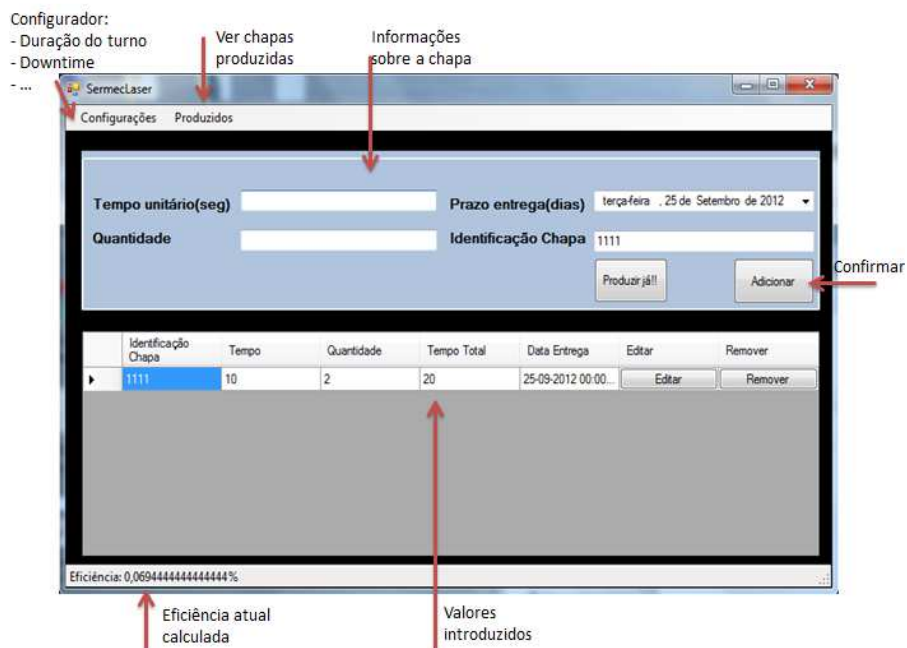 Configurador:
- Duração do turno
- Downtime
- ...
Ver chapas
produzidas
Informações
sobre a chapa
SermecLaser
Configurações Produzidos
Tempo unitário(seg)
Prazo entrega(dias) terça-feira , 25 de Setembro de 2012
Quantidade
Identificação Chapa 1111
Produzir já!!
Adicionar
Confirmar
Identificação
Chapa
Tempo
Quantidade
Tempo Total
Data Entrega
Editar
Remover
1111 10 2 20 25-09-2012 00:00... Editar Remover
Eficiência: 0,0694444444444444%
Eficiência atual
calculada
Valores
introduzidos